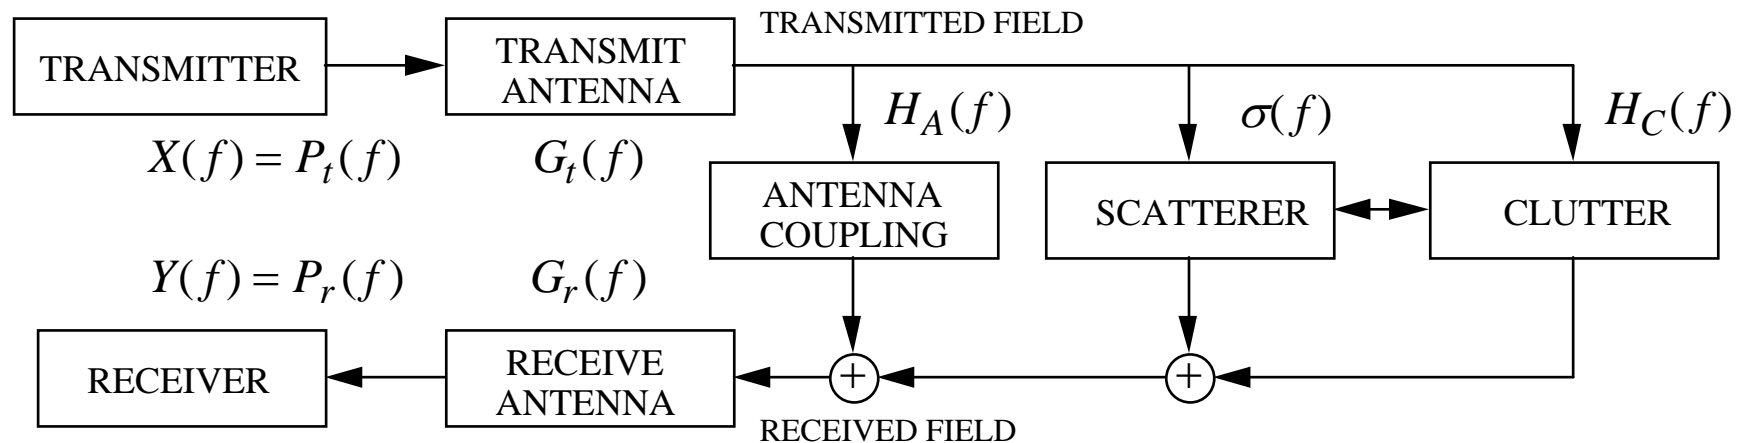 TRANSMITTED FIELD
TRANSMITTER
TRANSMIT
ANTENNA
H_A(f)
σ(f)
H_C(f)
X(f) = P_t(f)
G_t(f)
ANTENNA
COUPLING
SCATTERER
CLUTTER
Y(f) = P_r(f)
G_r(f)
RECEIVER
RECEIVE
ANTENNA
+
+
RECEIVED FIELD